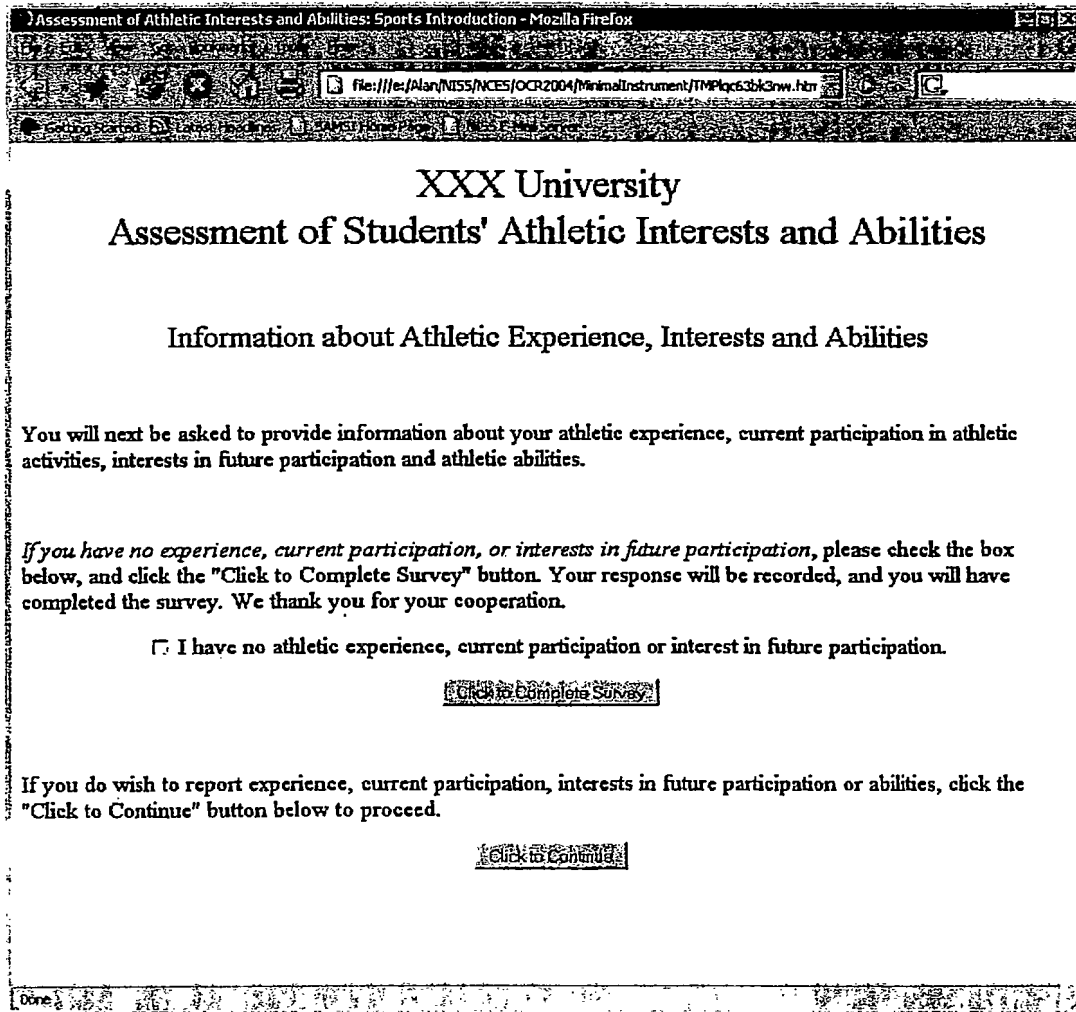 Assessment of Athletic Interests and Abilities: Sports Introduction - Mozilla Firefox
file:///e:/Alan/NISS/NCES/OCR2004/MinimalInstrument/TMPlqc63bk3nw.htm
Getting Started Latest Headlines
XXX University
Assessment of Students' Athletic Interests and Abilities
Information about Athletic Experience, Interests and Abilities
You will next be asked to provide information about your athletic experience, current participation in athletic
activities, interests in future participation and athletic abilities.
If you have no experience, current participation, or interests in future participation, please check the box
below, and click the "Click to Complete Survey" button. Your response will be recorded, and you will have
completed the survey. We thank you for your cooperation.
I have no athletic experience, current participation or interest in future participation.
Click to Complete Survey
If you do wish to report experience, current participation, interests in future participation or abilities, click the
"Click to Continue" button below to proceed.
Click to Continue
Done